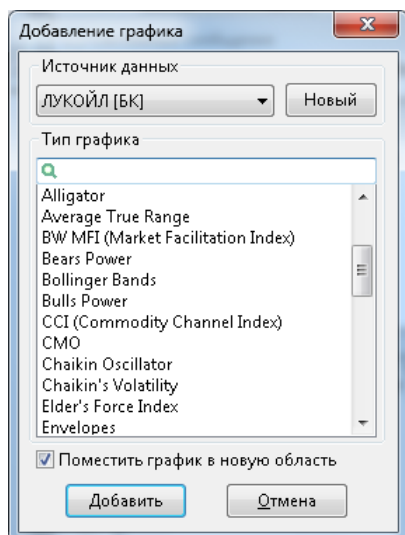 Добавление графика
Источник данных
ЛУКОЙЛ [БК]
Новый
Тип графика
Alligator
Average True Range
BW MFI (Market Facilitation Index)
Bears Power
Bollinger Bands
Bulls Power
CCI (Commodity Channel Index)
CMO
Chaikin Oscillator
Chaikin's Volatility
Elder's Force Index
Envelopes
Поместить график в новую область
Добавить
Отмена